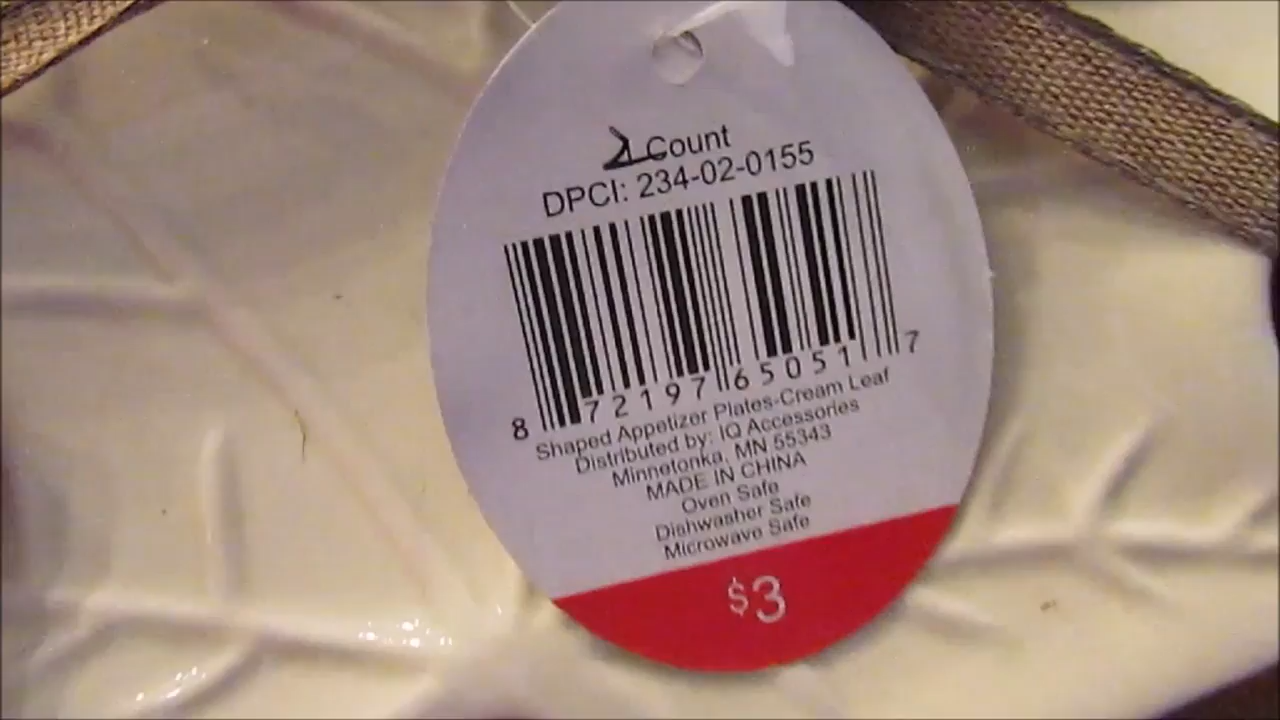 2 Count
DPCI: 234-02-0155
8 72197 65051 7
Shaped Appetizer Plates-Cream Leaf
Distributed by: IQ Accessories
Minnetonka, MN 55343
MADE IN CHINA
Oven Safe
Dishwasher Safe
Microwave Safe
$3